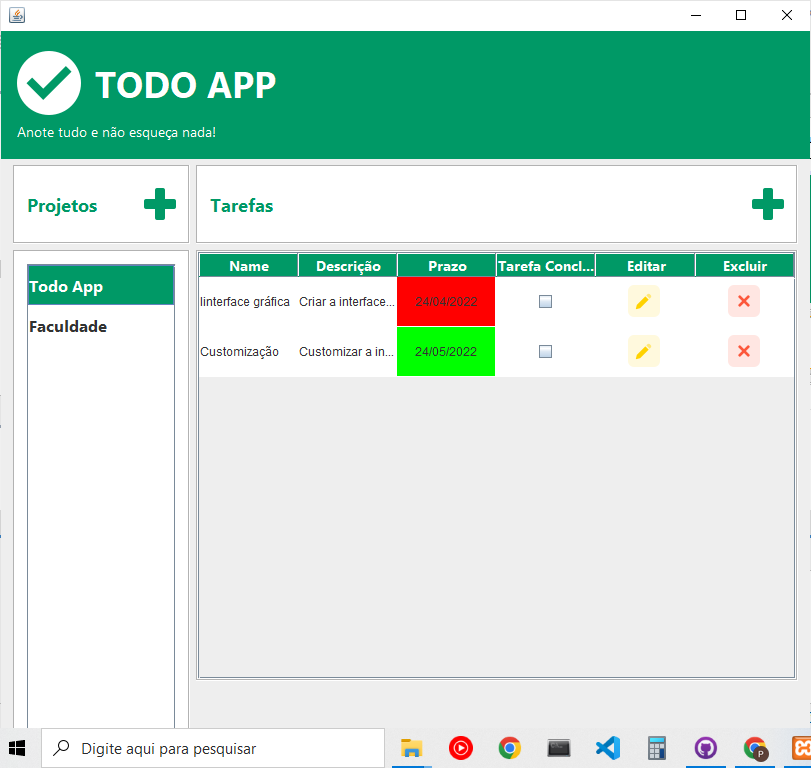 TODO APP
Anote tudo e não esqueça nada!
Projetos
Tarefas
Todo App
Faculdade
Name Descrição Prazo Tarefa Concl... Editar Excluir
Iinterface gráfica Criar a interface... 24/04/2022
Customização Customizar a in... 24/05/2022
Digite aqui para pesquisar
P